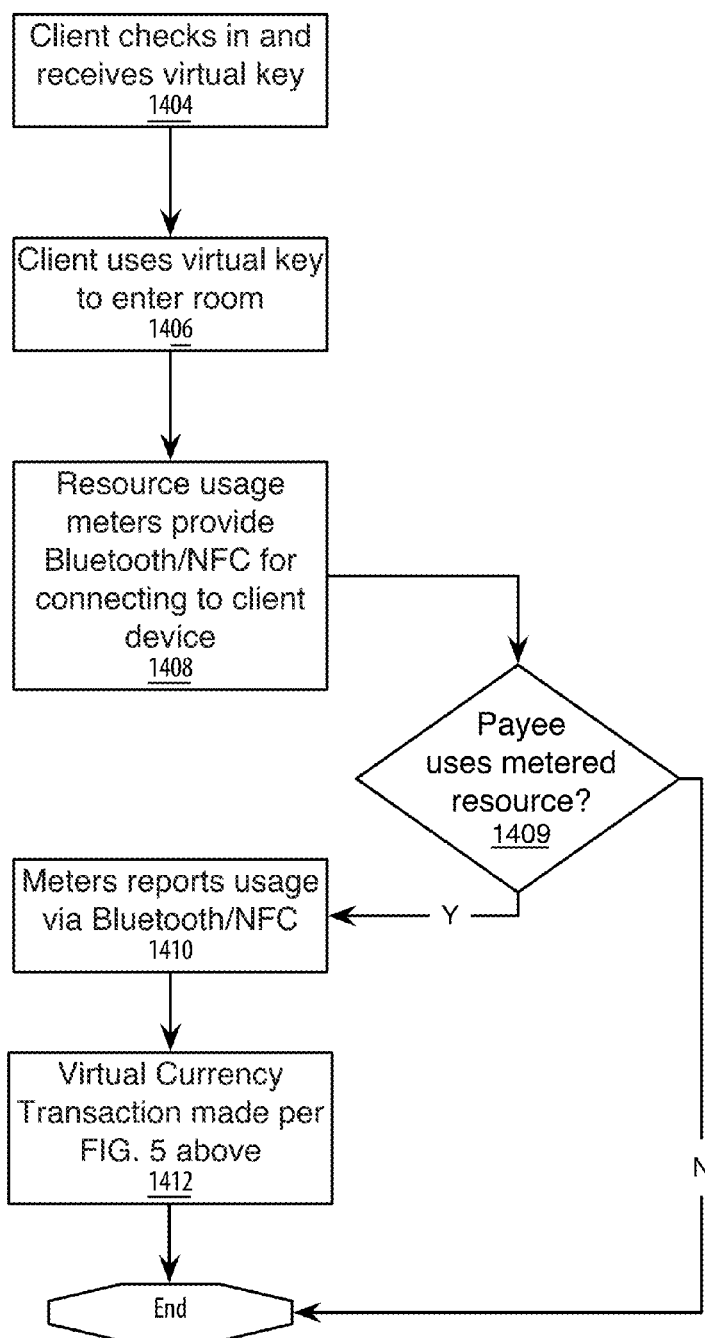 Client checks in and
receives virtual key
1404
Client uses virtual key
to enter room
1406
Resource usage
meters provide
Bluetooth/NFC for
connecting to client
device
1408
Payee
uses metered
resource?
1409
Meters reports usage
via Bluetooth/NFC
1410
Y
Virtual Currency
Transaction made per
FIG. 5 above
1412
N
End